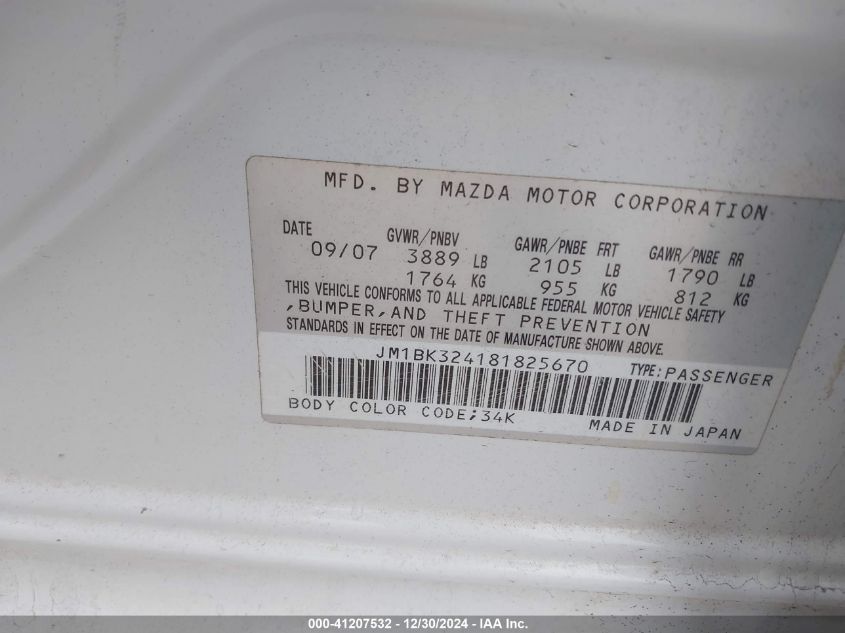 MFD. BY MAZDA MOTOR CORPORATION
DATE GVWR/PNBV GAWR/PNBE FRT GAWR/PNBE RR
09/07 3889 LB 2105 LB 1790 LB
1764 KG 955 KG 812 KG
THIS VEHICLE CONFORMS TO ALL APPLICABLE FEDERAL MOTOR VEHICLE SAFETY
,BUMPER,AND THEFT PREVENTION
STANDARDS IN EFFECT ON THE DATE OF MANUFACTURE SHOWN ABOVE.
JM1BK324181825670 TYPE:PASSENGER
BODY COLOR CODE;34K MADE IN JAPAN
000-41207532 - 12/30/2024 - IAA Inc.